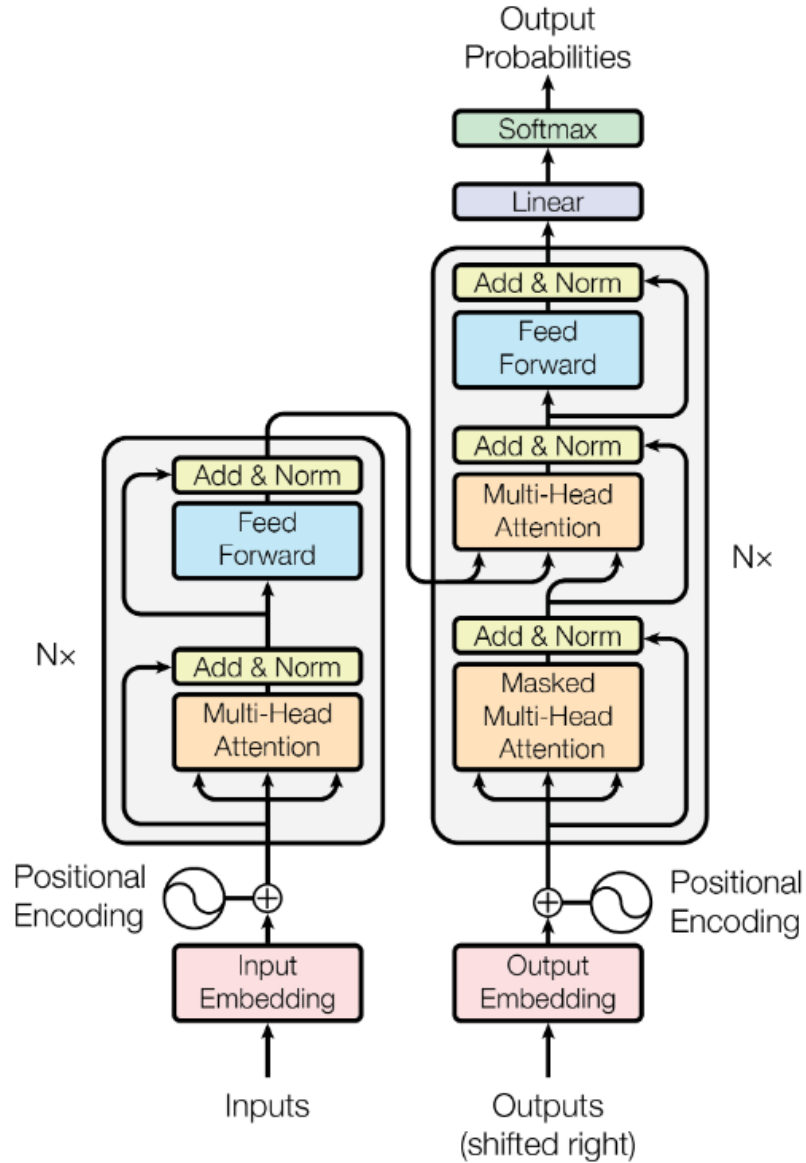 Output
Probabilities
Softmax
Linear
Add & Norm
Feed
Forward
Add & Norm
Multi-Head
Attention
Add & Norm
Masked
Multi-Head
Attention
N×
Add & Norm
Feed
Forward
Add & Norm
Multi-Head
Attention
N×
Positional
Encoding
Positional
Encoding
Input
Embedding
Output
Embedding
Inputs
Outputs
(shifted right)